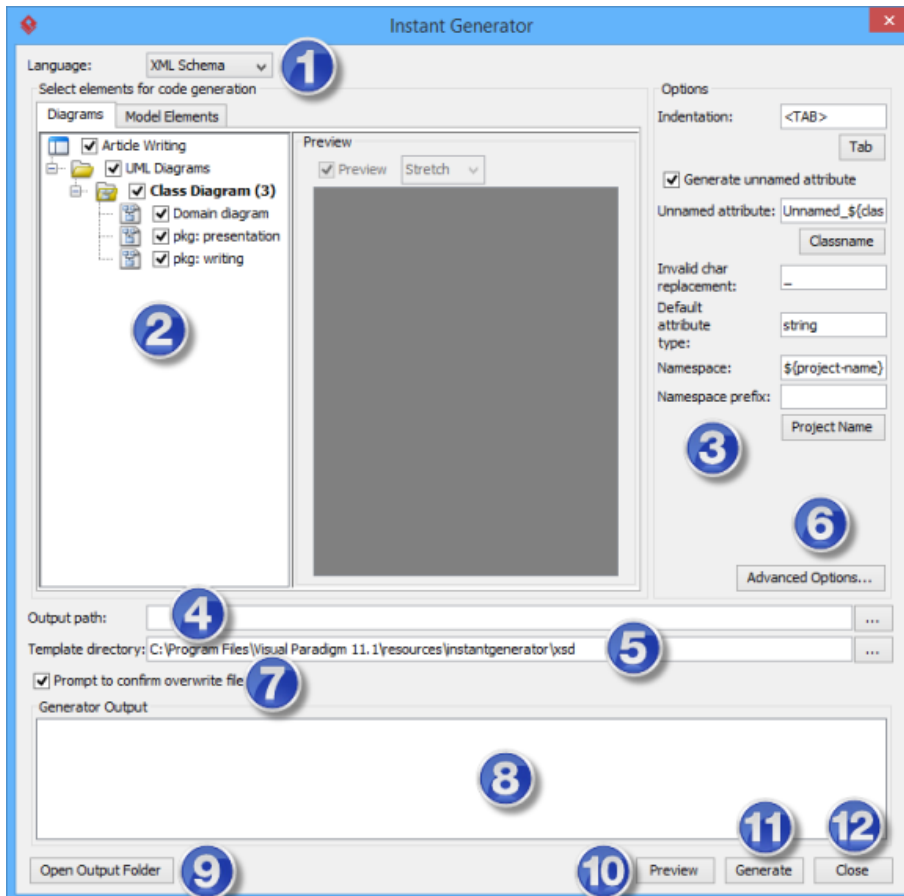 Instant Generator
Language: XML Schema
1
Select elements for code generation
Diagrams Model Elements
Article Writing
UML Diagrams
Class Diagram (3)
Domain diagram
pkg: presentation
pkg: writing
2
Preview
Preview Stretch
Options
Indentation: <TAB>
Tab
Generate unnamed attribute
Unnamed attribute: Unnamed_${clas
Classname
Invalid char
replacement: _
Default
attribute
type: string
Namespace: ${project-name}
Namespace prefix:
Project Name
3
6
Advanced Options...
Output path: 4 ...
Template directory: C:\Program Files\Visual Paradigm 11.1\resources\instantgenerator\xsd 5 ...
Prompt to confirm overwrite file 7
Generator Output
8
Open Output Folder 9 10 Preview 11 Generate 12 Close